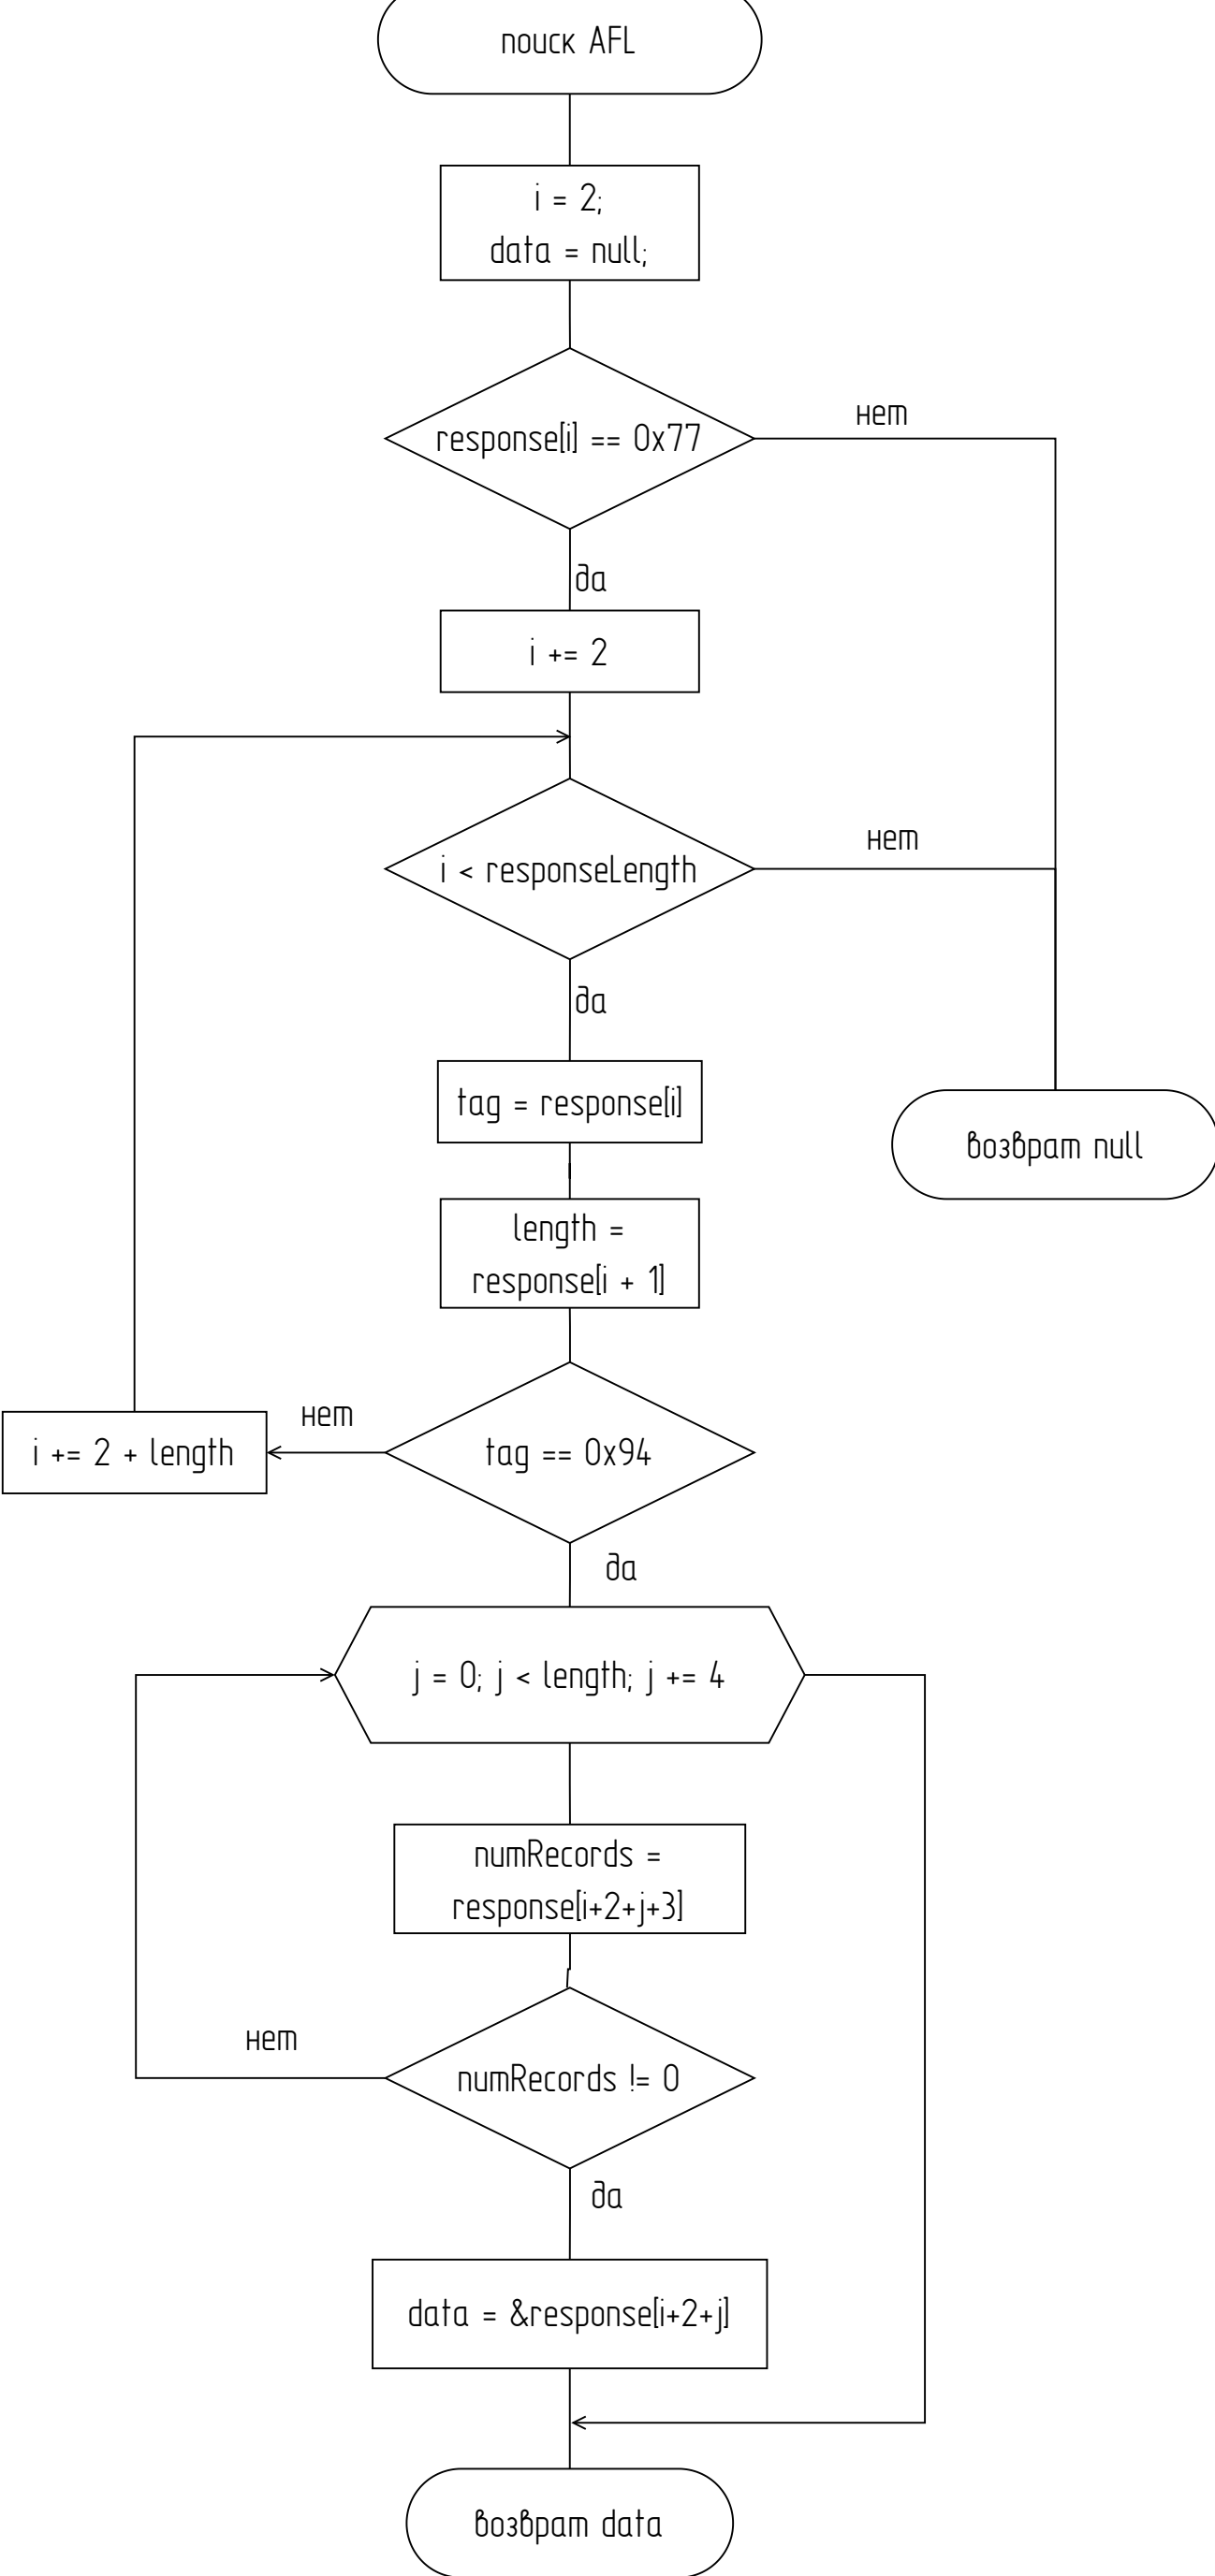 поиск AFL
i = 2;
data = null;
response[i] == 0x77
нет
да
i += 2
i < responseLength
нет
да
tag = response[i]
возврат null
length =
response[i + 1]
нет
i += 2 + length
tag == 0x94
да
j = 0; j < length; j += 4
numRecords =
response[i+2+j+3]
нет
numRecords != 0
да
data = &response[i+2+j]
возврат data